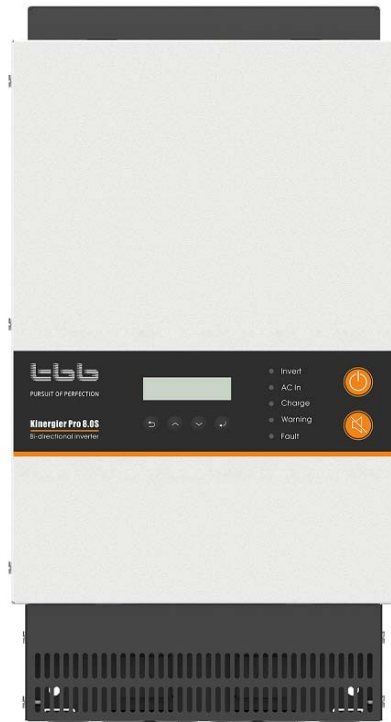 tbb
PURSUIT OF PERFECTION
Kinergier Pro 8.0S
Bi-directional Inverter
Invert
AC In
Charge
Warning
Fault